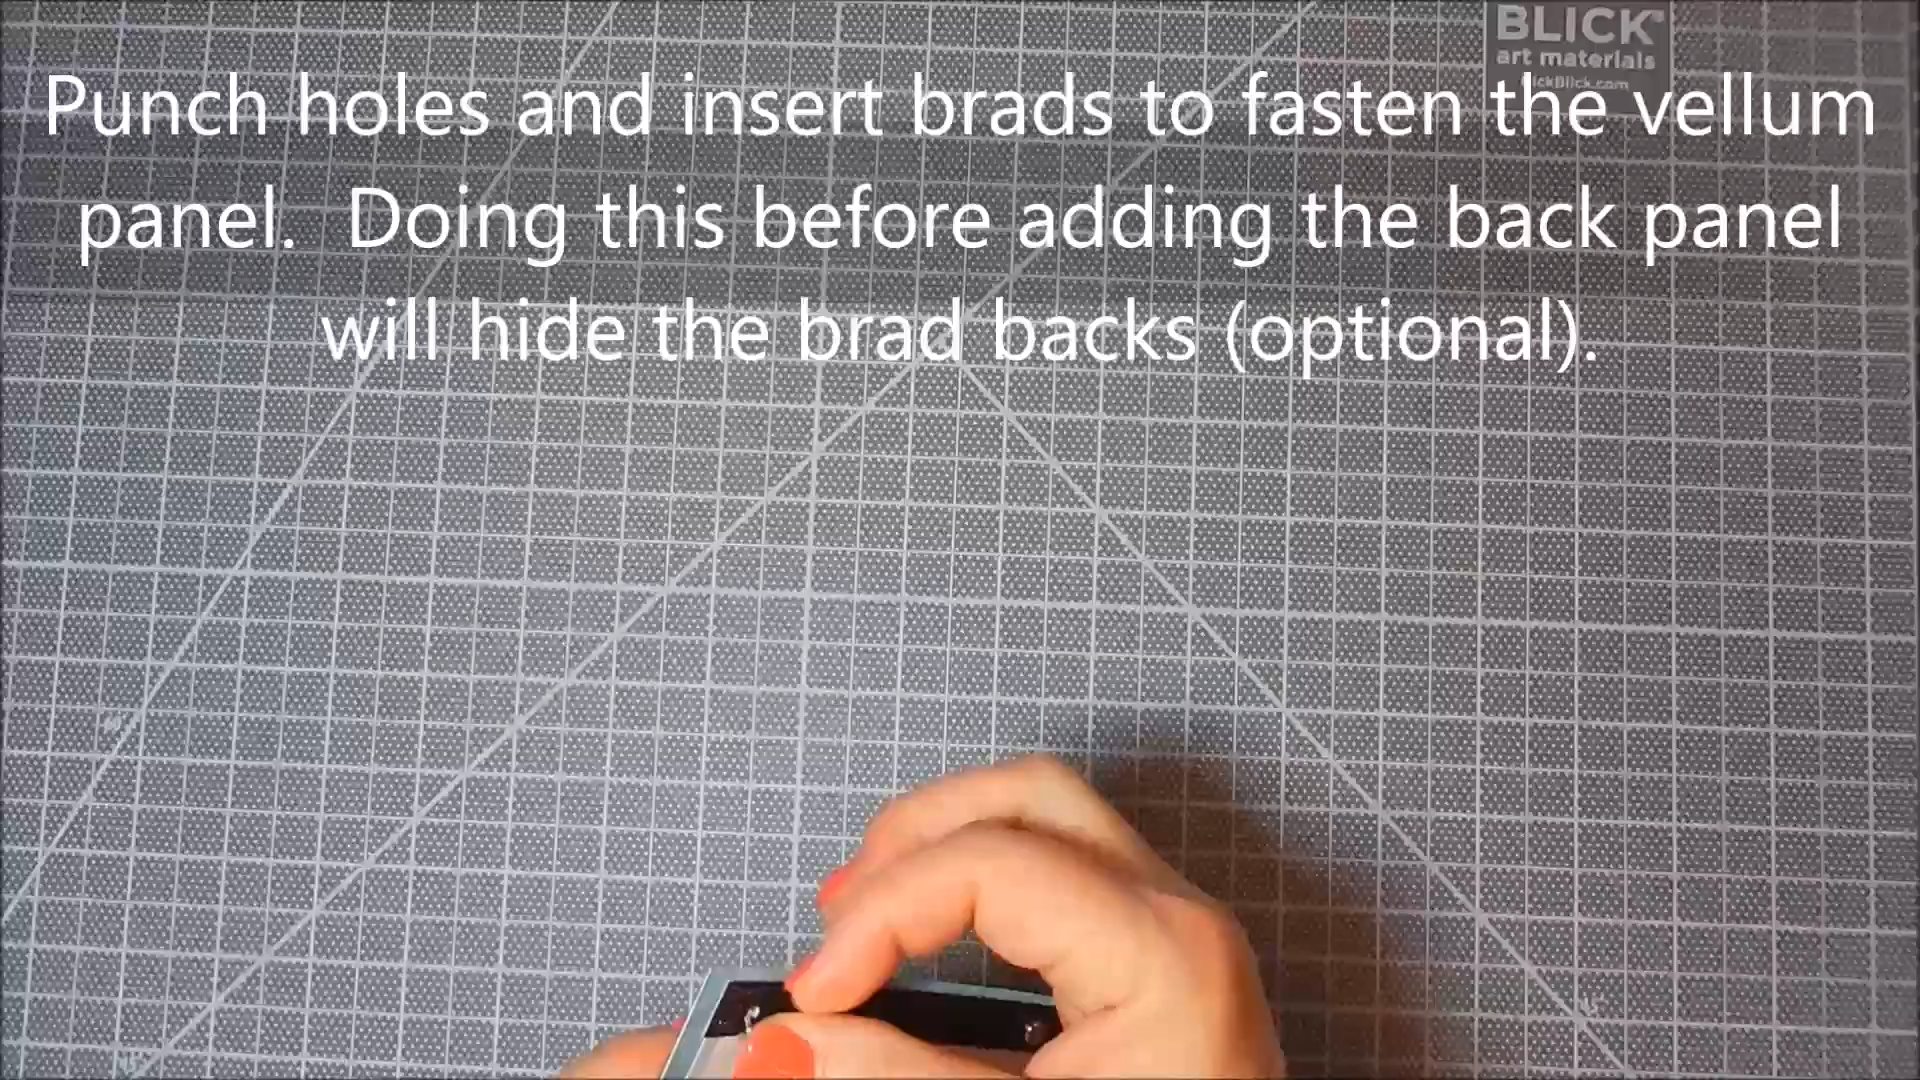 BLICK®
art materials
Punch holes and insert brads to fasten the vellum
panel.  Doing this before adding the back panel
will hide the brad backs (optional).